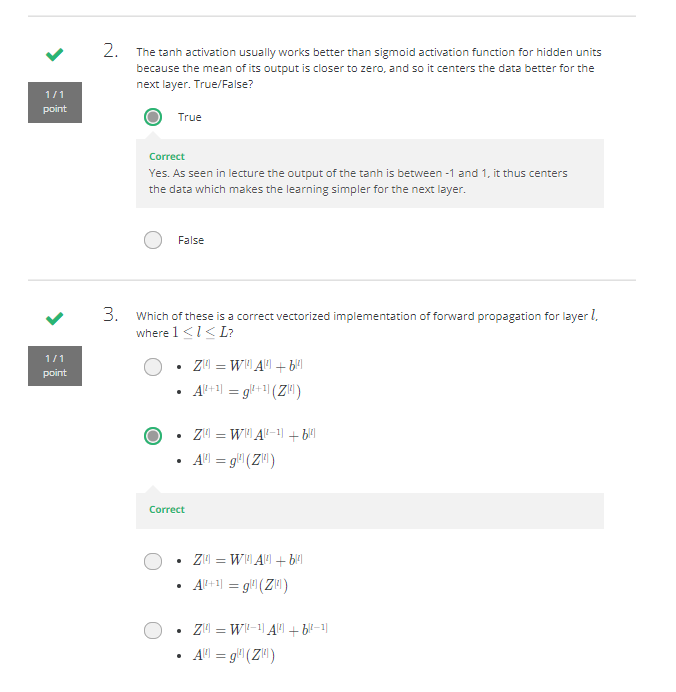 2.
The tanh activation usually works better than sigmoid activation function for hidden units
because the mean of its output is closer to zero, and so it centers the data better for the
next layer. True/False?
1 / 1
point
True
Correct
Yes. As seen in lecture the output of the tanh is between -1 and 1, it thus centers
the data which makes the learning simpler for the next layer.
False
3.
Which of these is a correct vectorized implementation of forward propagation for layer l,
where 1 ≤ l ≤ L?
1 / 1
point
• Z^[l] = W^[l] A^[l] + b^[l]
• A^[l+1] = g^[l+1](Z^[l])
• Z^[l] = W^[l] A^[l−1] + b^[l]
• A^[l] = g^[l](Z^[l])
Correct
• Z^[l] = W^[l] A^[l] + b^[l]
• A^[l+1] = g^[l](Z^[l])
• Z^[l] = W^[l−1] A^[l] + b^[l−1]
• A^[l] = g^[l](Z^[l])